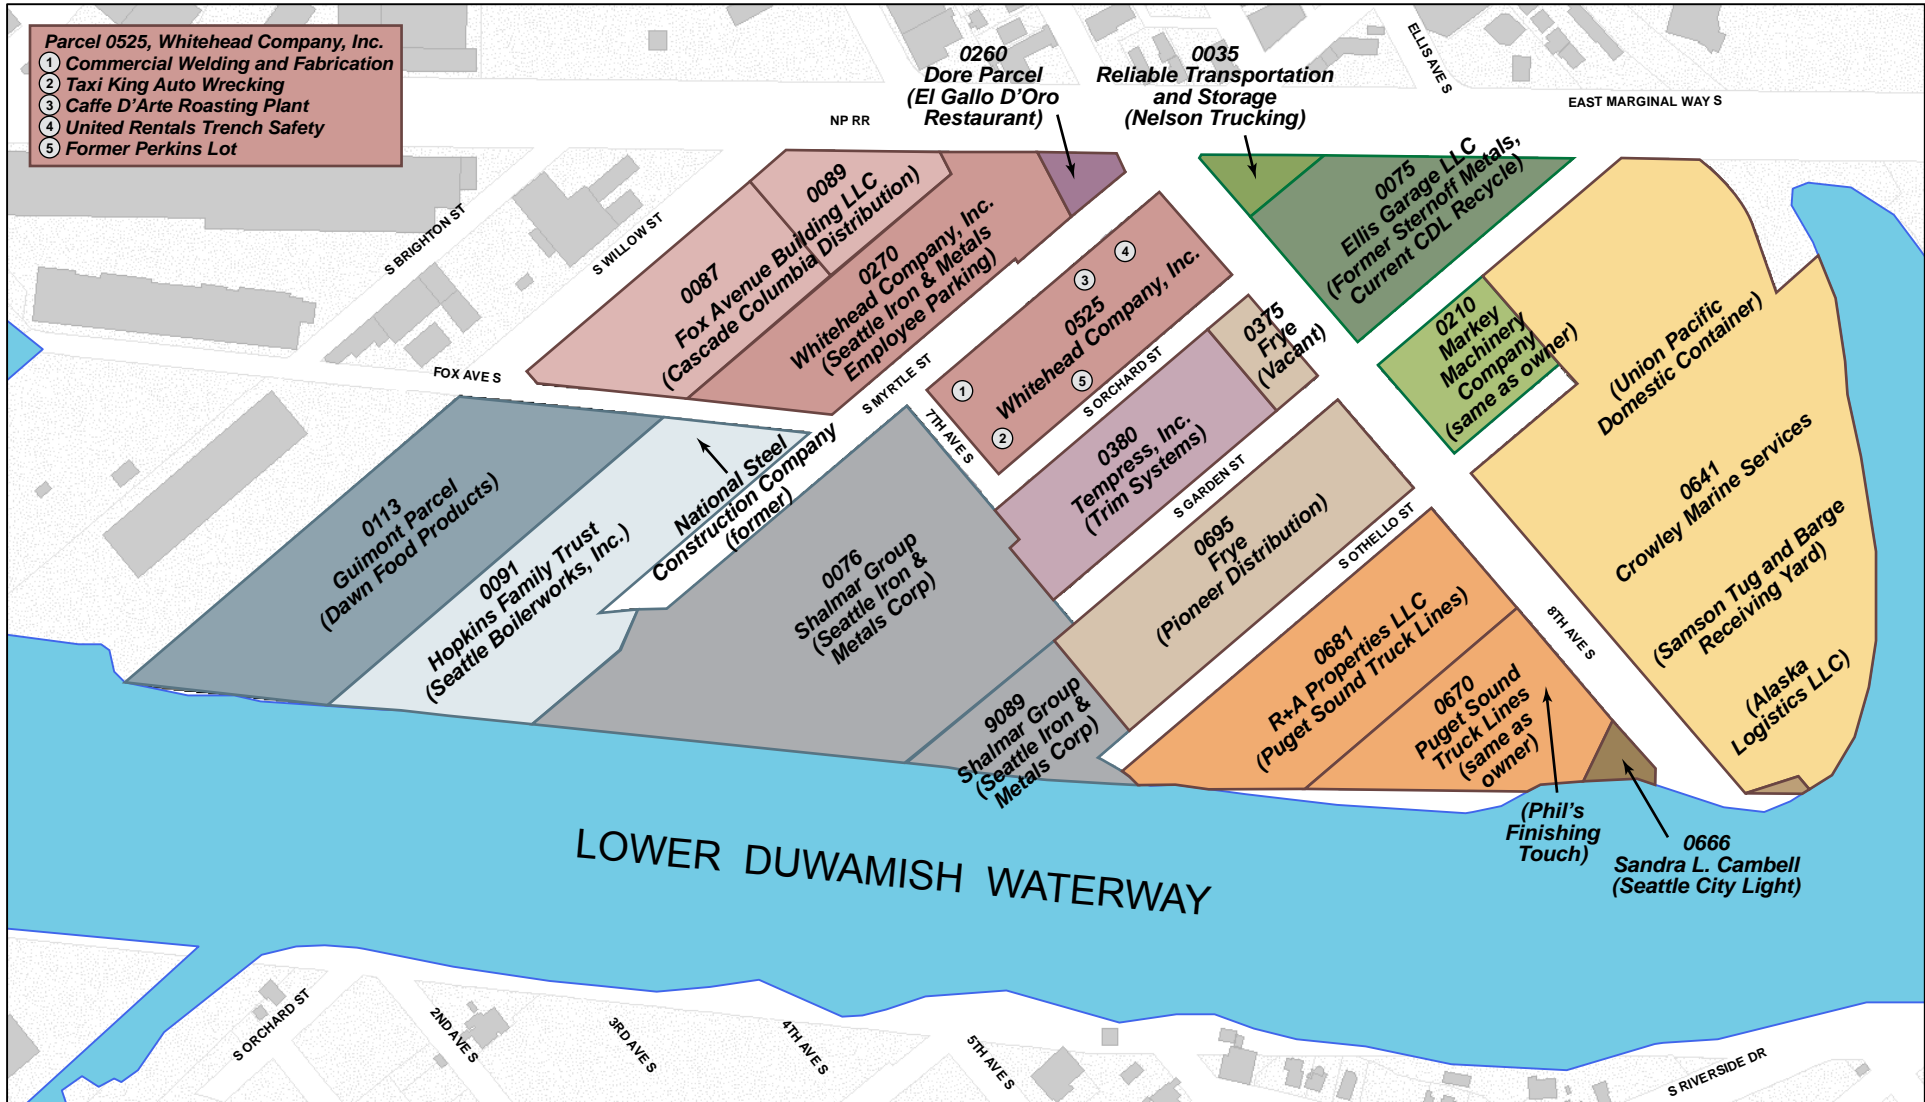 Parcel 0525, Whitehead Company, Inc.
1 Commercial Welding and Fabrication
2 Taxi King Auto Wrecking
3 Caffe D'Arte Roasting Plant
4 United Rentals Trench Safety
5 Former Perkins Lot
0260
Dore Parcel
(El Gallo D'Oro
Restaurant)
0035
Reliable Transportation
and Storage
(Nelson Trucking)
ELLIS AVE S
EAST MARGINAL WAY S
NP RR
S BRIGHTON ST
S WILLOW ST
0087
0089
Fox Avenue Building LLC
(Cascade Columbia Distribution)
0270
Whitehead Company, Inc.
(Seattle Iron & Metals
Employee Parking)
4
3
0525
Whitehead Company, Inc.
1
5
2
0075
Ellis Garage LLC
(Former Sternoff Metals,
Current CDL Recycle)
0210
Markey
Machinery
Company
(same as owner)
0375
Frye
(Vacant)
FOX AVE S
S MYRTLE ST
7TH AVE S
S ORCHARD ST
0380
Tempress, Inc.
(Trim Systems)
S GARDEN ST
0695
Frye
(Pioneer Distribution)
S OTHELLO ST
(Union Pacific
Domestic Container)
0641
Crowley Marine Services
(Samson Tug and Barge
Receiving Yard)
(Alaska
Logistics LLC)
8TH AVE S
0113
Guimont Parcel
(Dawn Food Products)
0091
Hopkins Family Trust
(Seattle Boilerworks, Inc.)
National Steel
Construction Company
(former)
0076
Shalmar Group
(Seattle Iron &
Metals Corp)
9089
Shalmar Group
(Seattle Iron &
Metals Corp)
0681
R+A Properties LLC
(Puget Sound Truck Lines)
0670
Puget Sound
Truck Lines
(same as
owner)
(Phil's
Finishing
Touch)
0666
Sandra L. Cambell
(Seattle City Light)
LOWER DUWAMISH WATERWAY
S ORCHARD ST
2ND AVE S
3RD AVE S
4TH AVE S
5TH AVE S
S RIVERSIDE DR